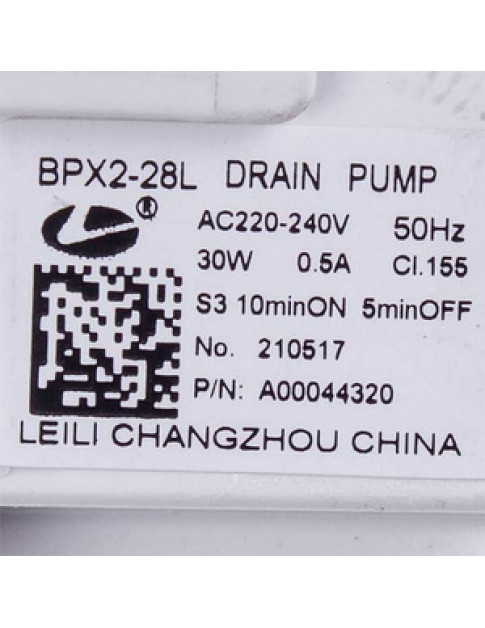 BPX2-28L DRAIN PUMP
® AC220-240V 50Hz
30W 0.5A Cl.155
S3 10minON 5minOFF
No. 210517
P/N: A00044320
LEILI CHANGZHOU CHINA